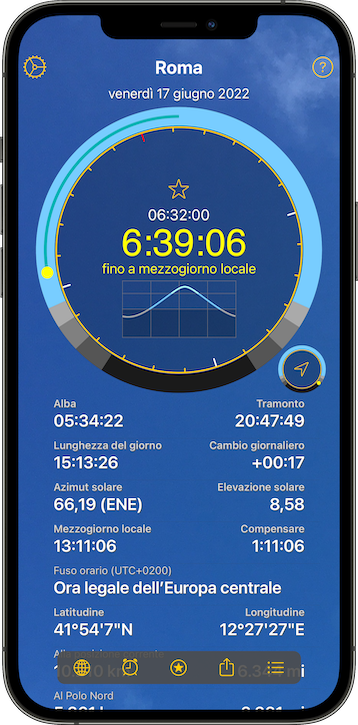 Roma
venerdì 17 giugno 2022
06:32:00
6:39:06
fino a mezzogiorno locale
Alba Tramonto
05:34:22 20:47:49
Lunghezza del giorno Cambio giornaliero
15:13:26 +00:17
Azimut solare Elevazione solare
66,19 (ENE) 8,58
Mezzogiorno locale Compensare
13:11:06 1:11:06
Fuso orario (UTC+0200)
Ora legale dell'Europa centrale
Latitudine Longitudine
41°54'7"N 12°27'27"E
Al Polo Nord